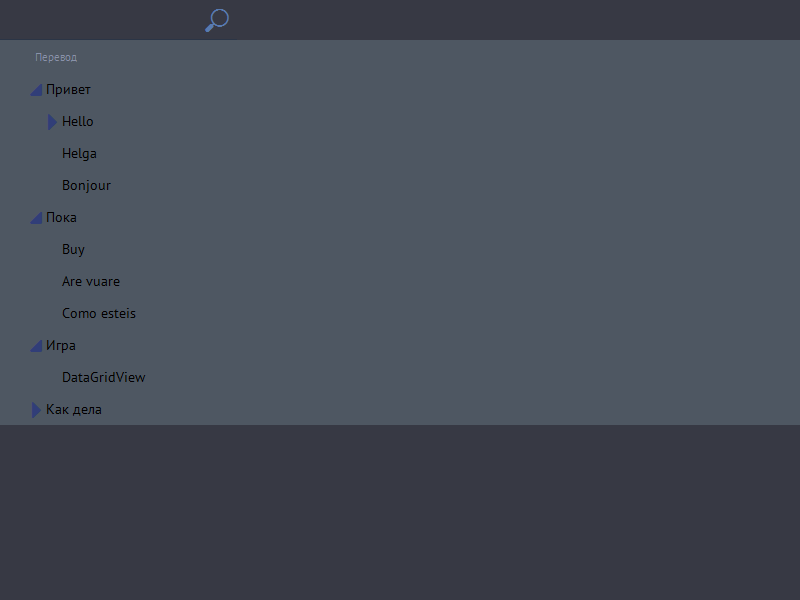 Перевод
Привет
Hello
Helga
Bonjour
Пока
Buy
Are vuare
Como esteis
Игра
DataGridView
Как дела